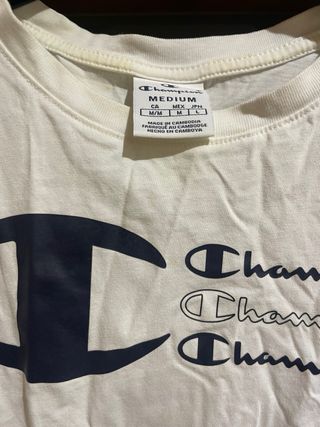 Champion
MEDIUM
CA MEX JPN
M/M M L
MADE IN CAMBODIA
FABRIQUÉ AU CAMBODGE
HECHO EN CAMBOYA
Cham
Cham
Cham